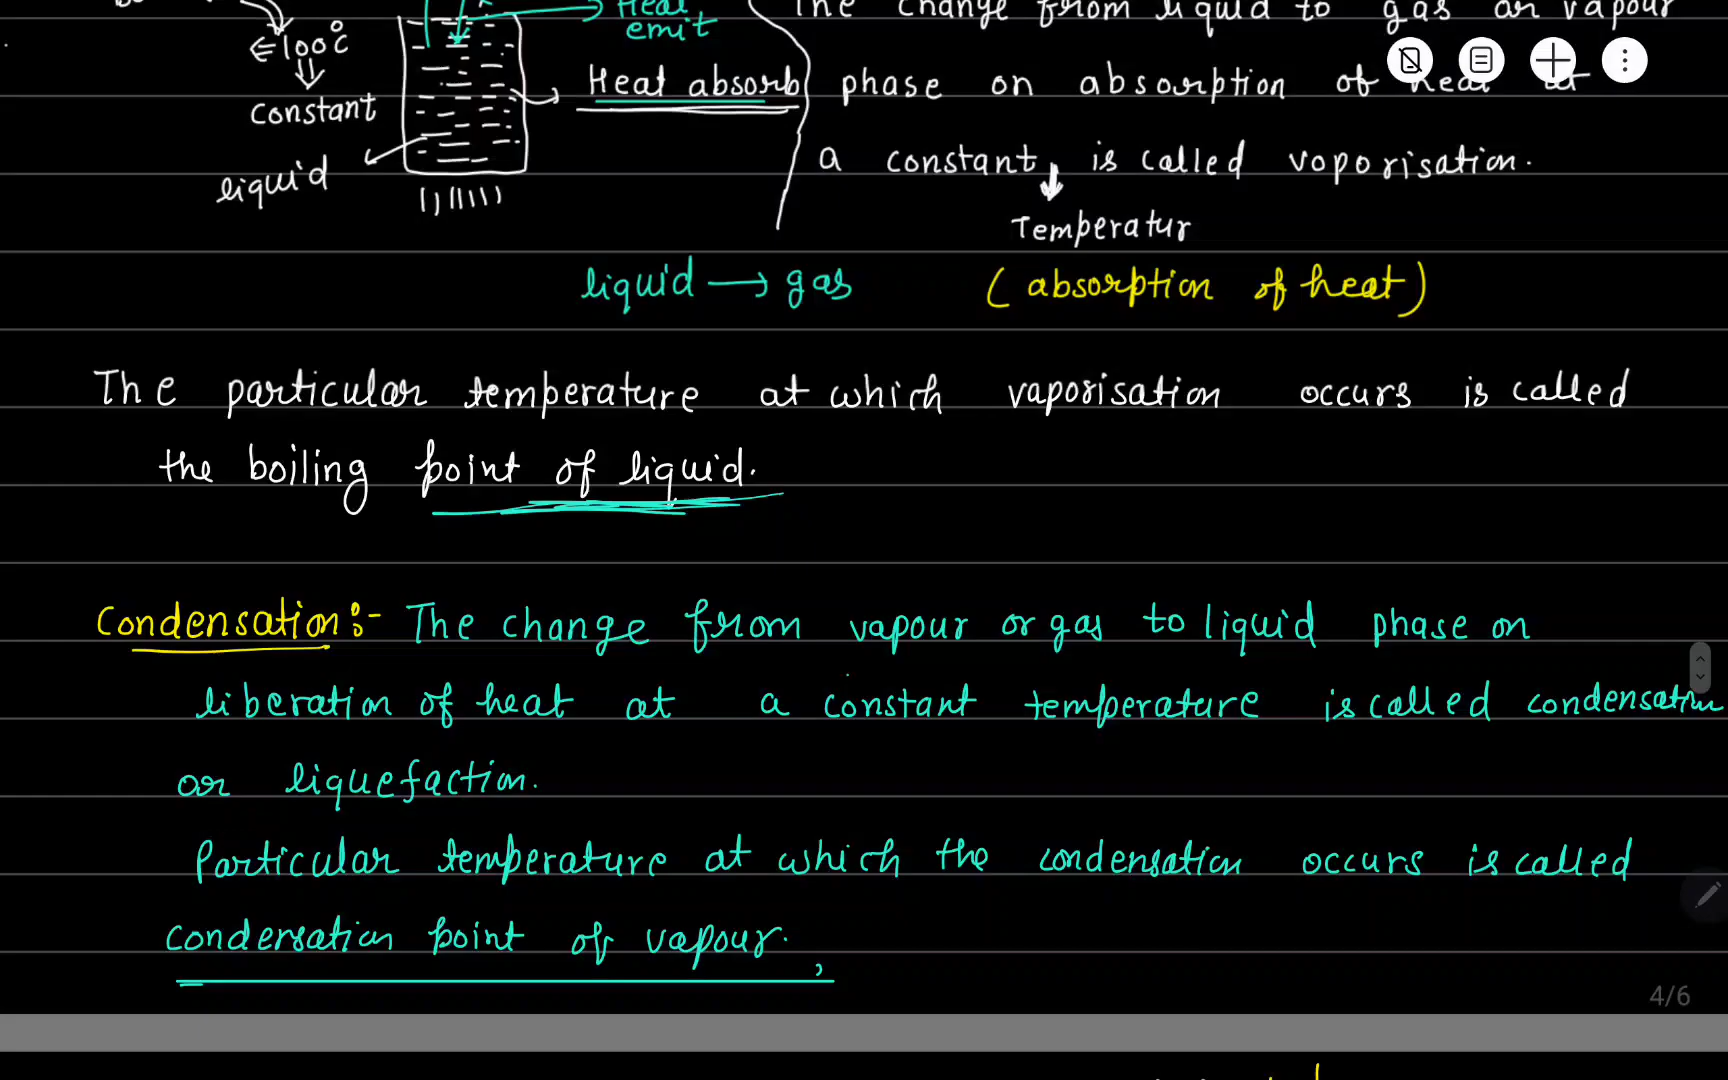 Heat
emit
The change from liquid to gas or vapour
←100°C
Heat absorb
phase on absorption of heat at
Constant
a constant is called voporisation.
liquid
Temperatur
liquid → gas (absorption of heat)
The particular temperature at which vaporisation occurs is called
the boiling point of liquid.
Condensation:- The change from vapour or gas to liquid phase on
liberation of heat at a constant temperature is called condensation
or liquefaction.
Particular temperature at which the condensation occurs is called
condensation point of vapour.
4/6